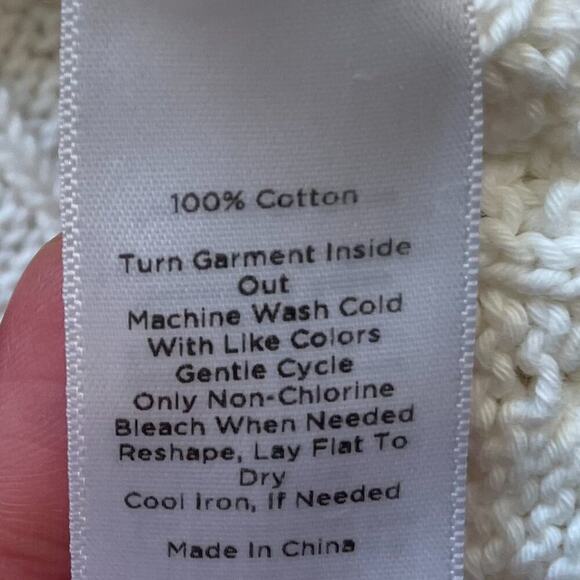 100% Cotton
Turn Garment Inside
Out
Machine Wash Cold
With Like Colors
Gentle Cycle
Only Non-Chlorine
Bleach When Needed
Reshape, Lay Flat To
Dry
Cool Iron, If Needed
Made In China